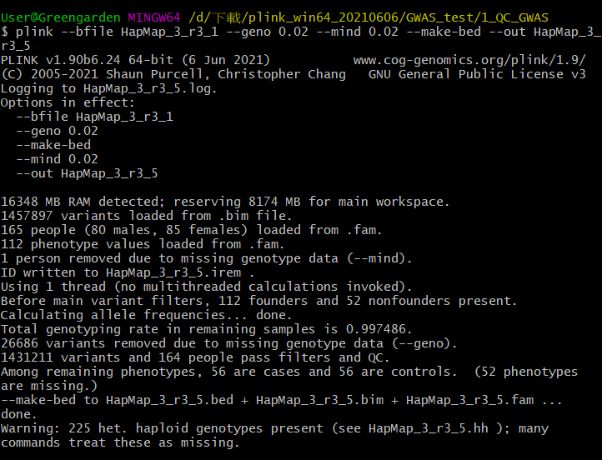 User@Greengarden MINGW64 /d/下載/plink_win64_20210606/GWAS_test/1_QC_GWAS
$ plink --bfile HapMap_3_r3_1 --geno 0.02 --mind 0.02 --make-bed --out HapMap_3_
r3_5
PLINK v1.90b6.24 64-bit (6 Jun 2021)           www.cog-genomics.org/plink/1.9/
(C) 2005-2021 Shaun Purcell, Christopher Chang   GNU General Public License v3
Logging to HapMap_3_r3_5.log.
Options in effect:
  --bfile HapMap_3_r3_1
  --geno 0.02
  --make-bed
  --mind 0.02
  --out HapMap_3_r3_5

16348 MB RAM detected; reserving 8174 MB for main workspace.
1457897 variants loaded from .bim file.
165 people (80 males, 85 females) loaded from .fam.
112 phenotype values loaded from .fam.
1 person removed due to missing genotype data (--mind).
ID written to HapMap_3_r3_5.irem .
Using 1 thread (no multithreaded calculations invoked).
Before main variant filters, 112 founders and 52 nonfounders present.
Calculating allele frequencies... done.
Total genotyping rate in remaining samples is 0.997486.
26686 variants removed due to missing genotype data (--geno).
1431211 variants and 164 people pass filters and QC.
Among remaining phenotypes, 56 are cases and 56 are controls.  (52 phenotypes
are missing.)
--make-bed to HapMap_3_r3_5.bed + HapMap_3_r3_5.bim + HapMap_3_r3_5.fam ...
done.
Warning: 225 het. haploid genotypes present (see HapMap_3_r3_5.hh ); many
commands treat these as missing.